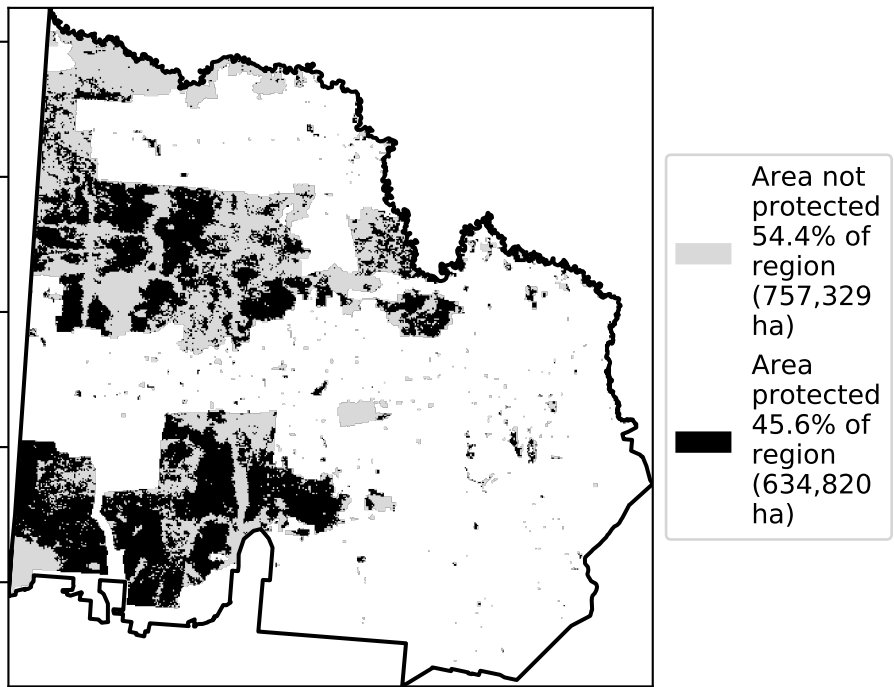 Area not
protected
54.4% of
region
(757,329
ha)
Area
protected
45.6% of
region
(634,820
ha)